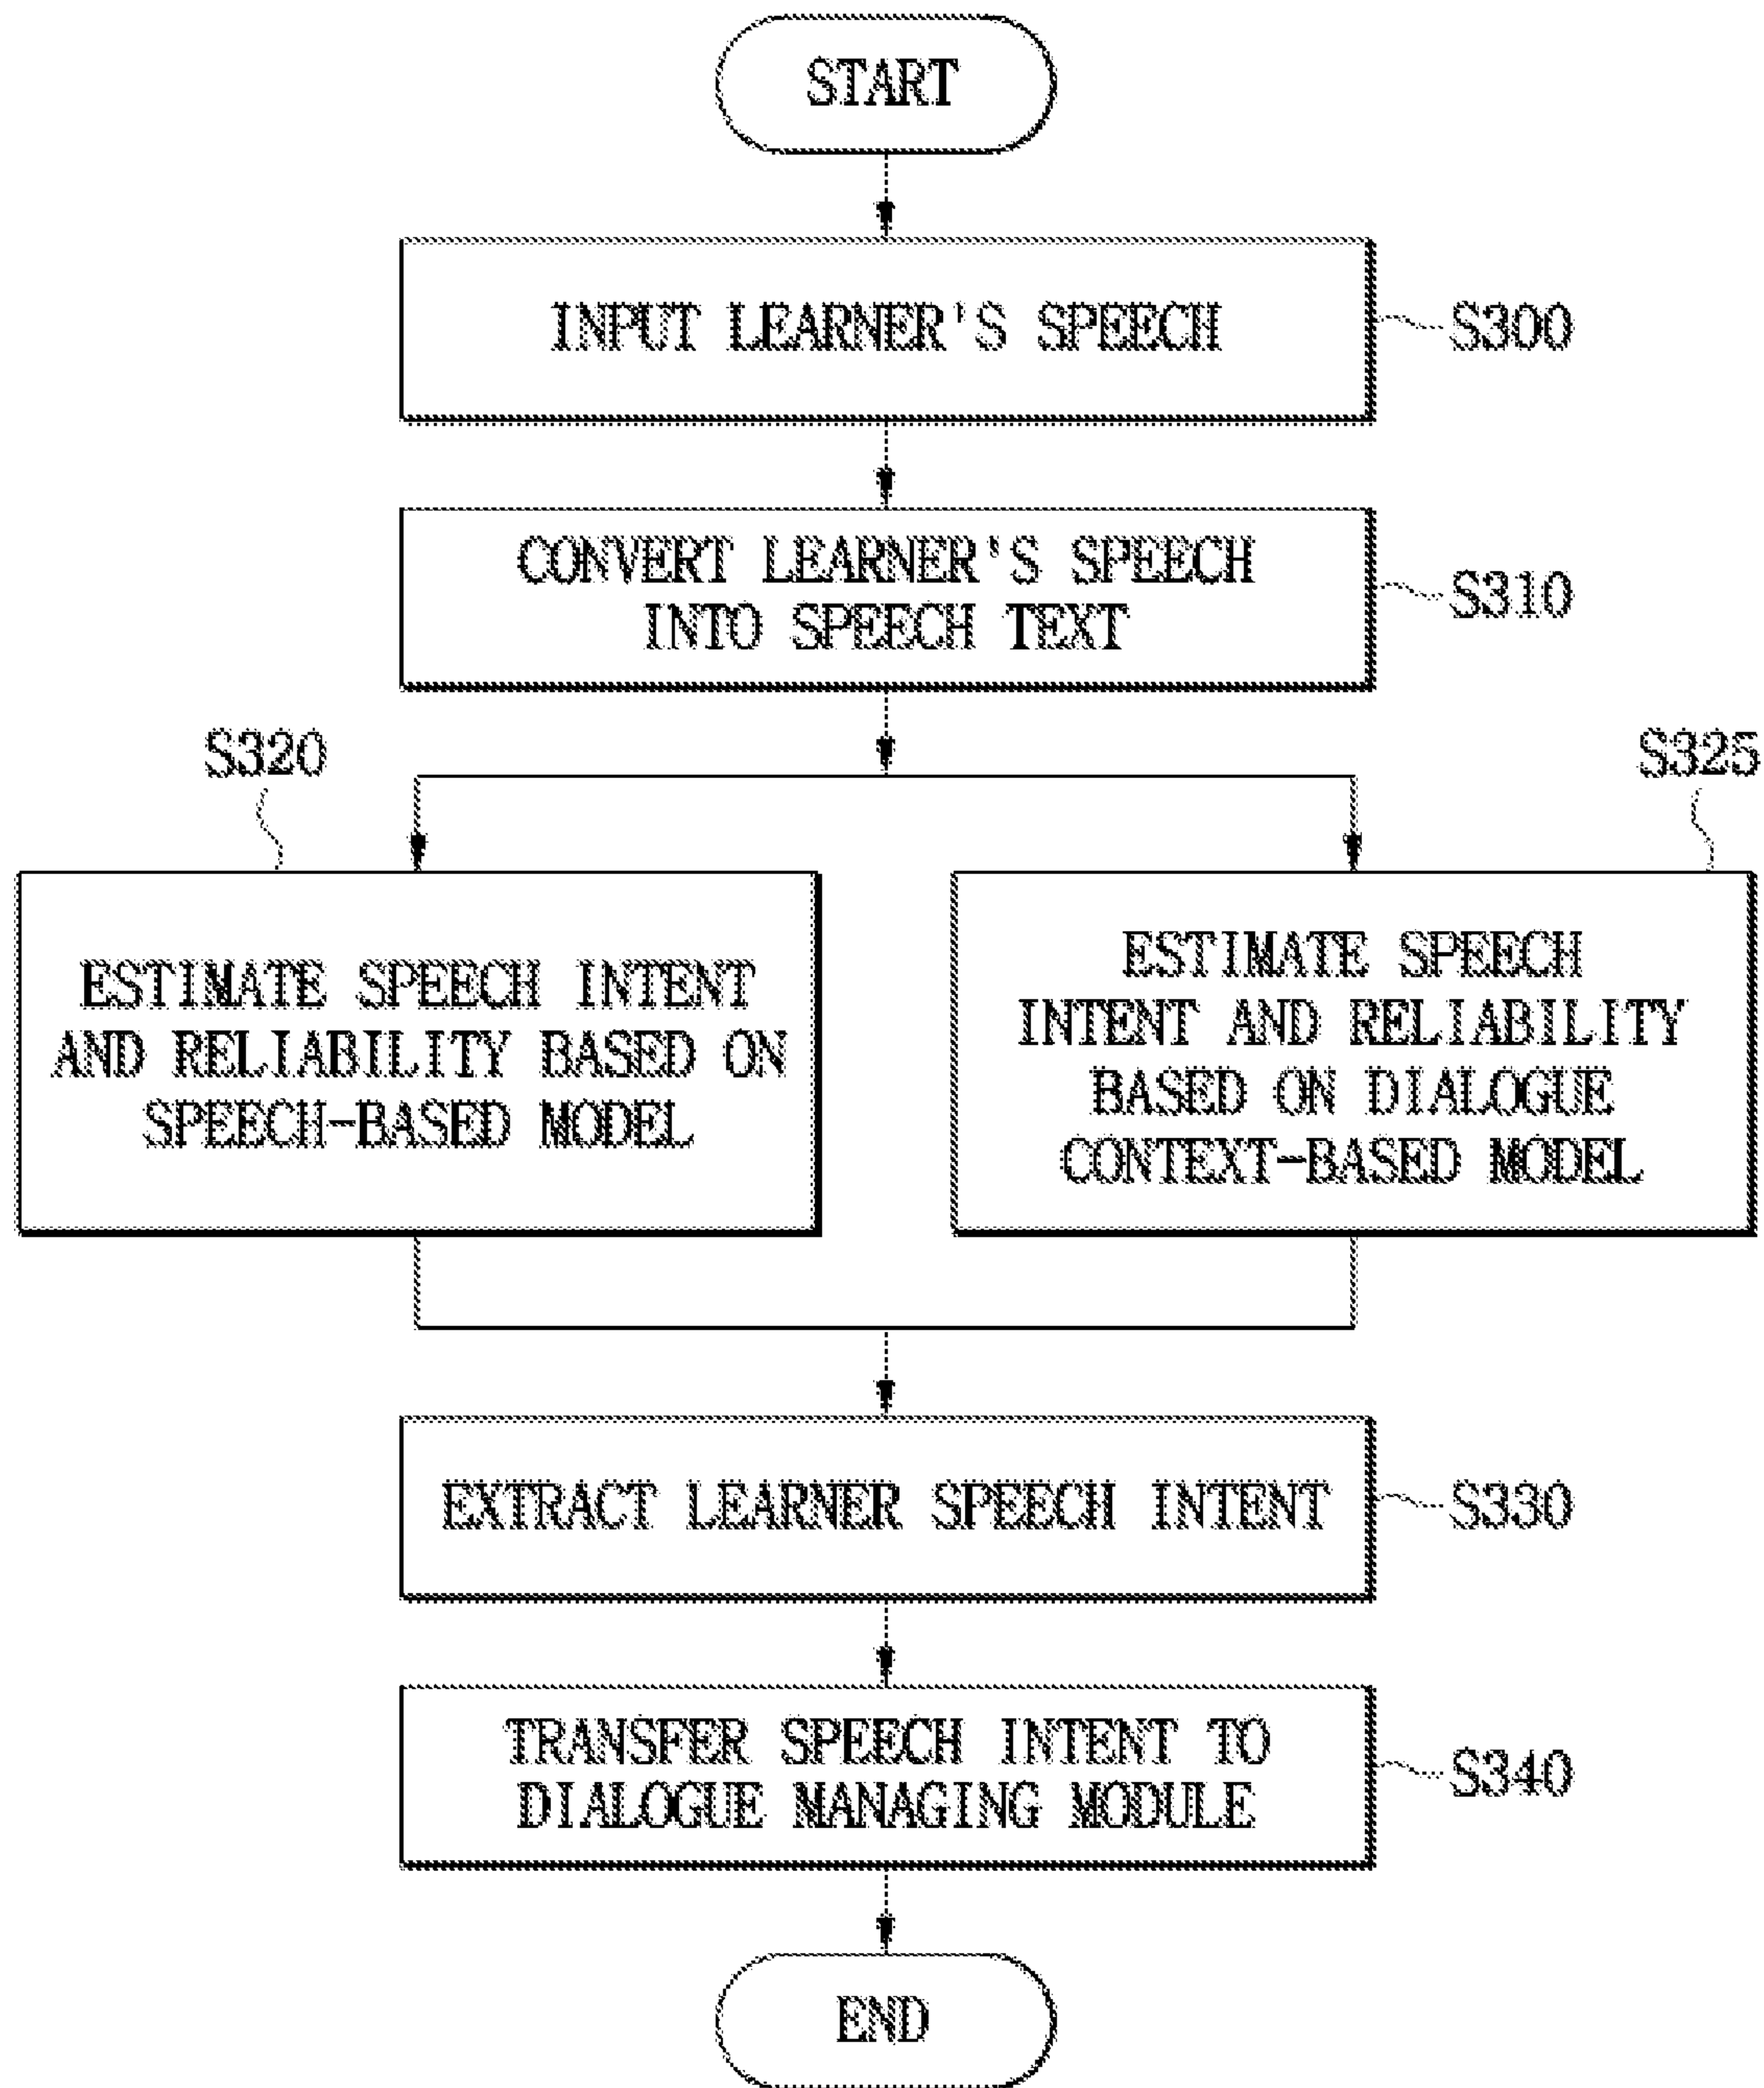 START
INPUT LEARNER'S SPEECH
S300
CONVERT LEARNER'S SPEECH
INTO SPEECH TEXT
S310
S320
S325
ESTIMATE SPEECH INTENT
AND RELIABILITY BASED ON
SPEECH-BASED MODEL
ESTIMATE SPEECH
INTENT AND RELIABILITY
BASED ON DIALOGUE
CONTEXT-BASED MODEL
EXTRACT LEARNER SPEECH INTENT
S330
TRANSFER SPEECH INTENT TO
DIALOGUE MANAGING MODULE
S340
END